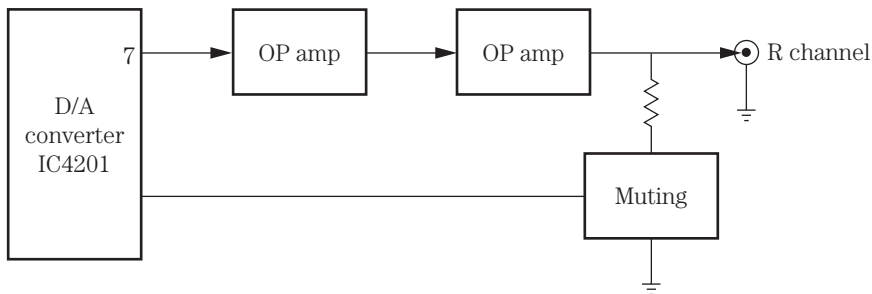 7
OP amp
OP amp
R channel
D/A
converter
IC4201
Muting